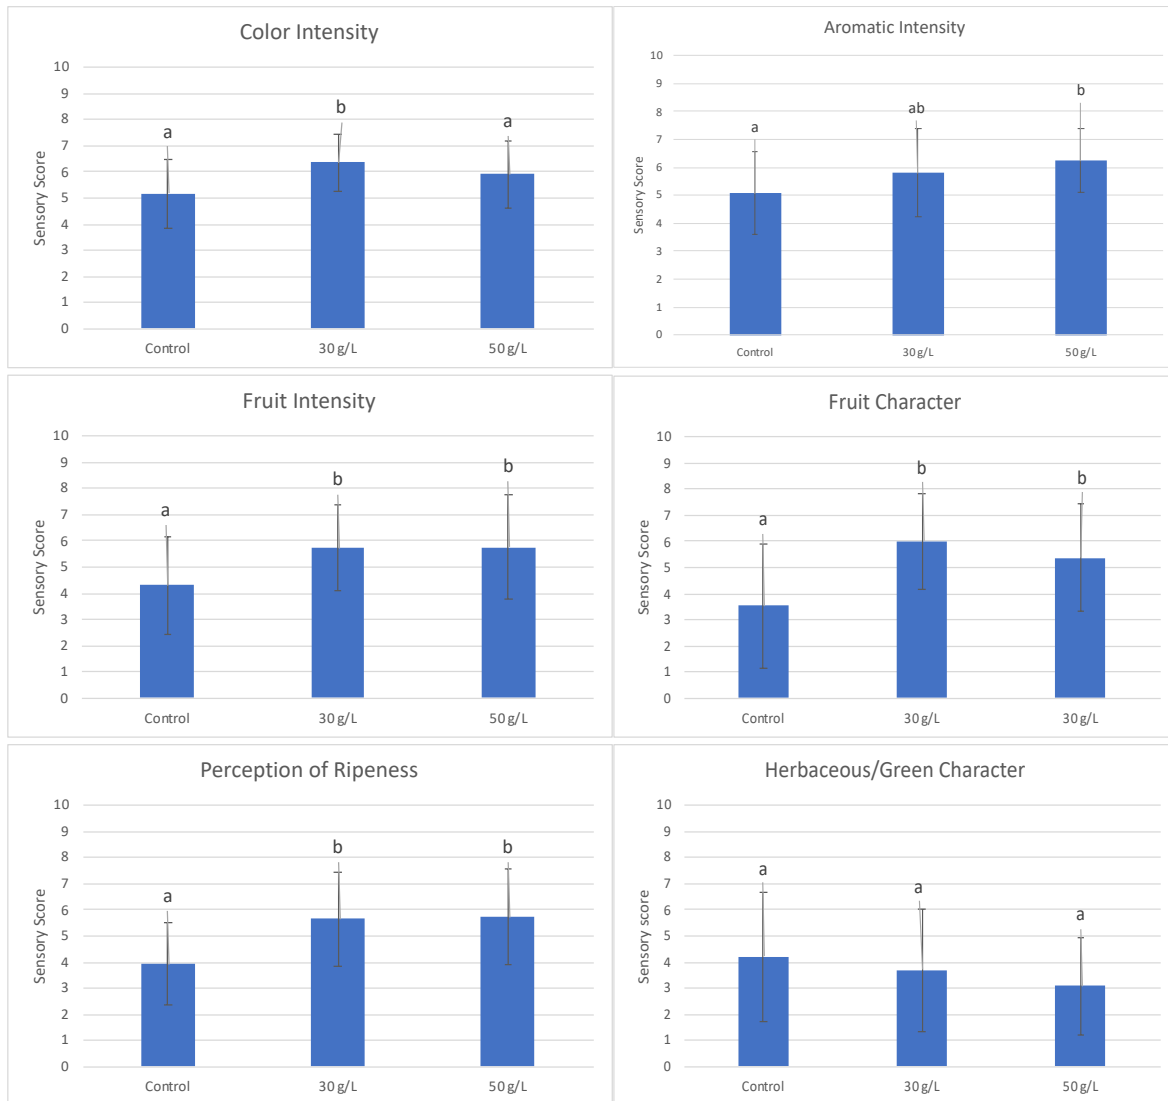 Color Intensity
10
9
8
7
6
5
4
3
2
1
0
Sensory Score
a
b
a
Control
30 g/L
50 g/L
Aromatic Intensity
10
9
8
7
6
5
4
3
2
1
0
Sensory Score
a
ab
b
Control
30 g/L
50 g/L
Fruit Intensity
10
9
8
7
6
5
4
3
2
1
0
Sensory Score
a
b
b
Control
30 g/L
50 g/L
Fruit Character
10
9
8
7
6
5
4
3
2
1
0
Sensory Score
a
b
b
Control
30 g/L
30 g/L
Perception of Ripeness
10
9
8
7
6
5
4
3
2
1
0
Sensory Score
a
b
b
Control
30 g/L
50 g/L
Herbaceous/Green Character
10
9
8
7
6
5
4
3
2
1
0
Sensory score
a
a
a
Control
30 g/L
50 g/L